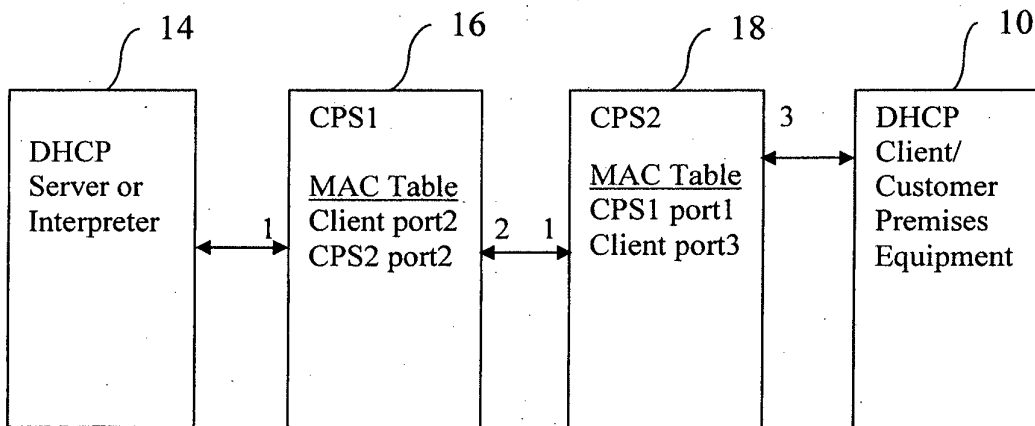 14
16
18
10
DHCP
Server or
Interpreter
1
CPS1
MAC Table
Client port2
CPS2 port2
2
1
CPS2
MAC Table
CPS1 port1
Client port3
3
DHCP
Client/
Customer
Premises
Equipment